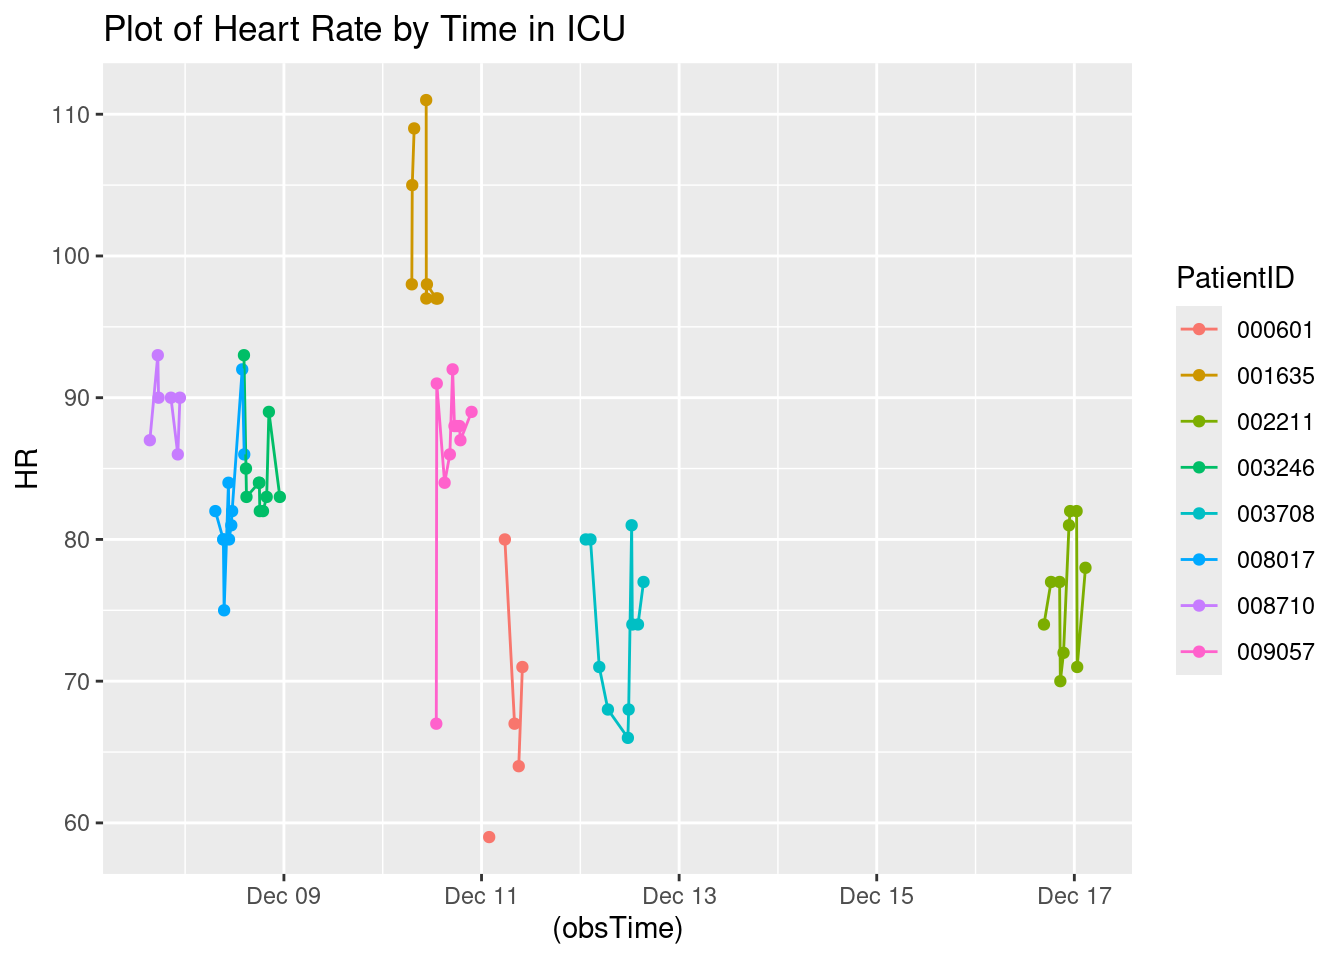 Plot of Heart Rate by Time in ICU
110
100
90
80
70
60
HR
Dec 09
Dec 11
Dec 13
Dec 15
Dec 17
(obsTime)
PatientID
000601
001635
002211
003246
003708
008017
008710
009057